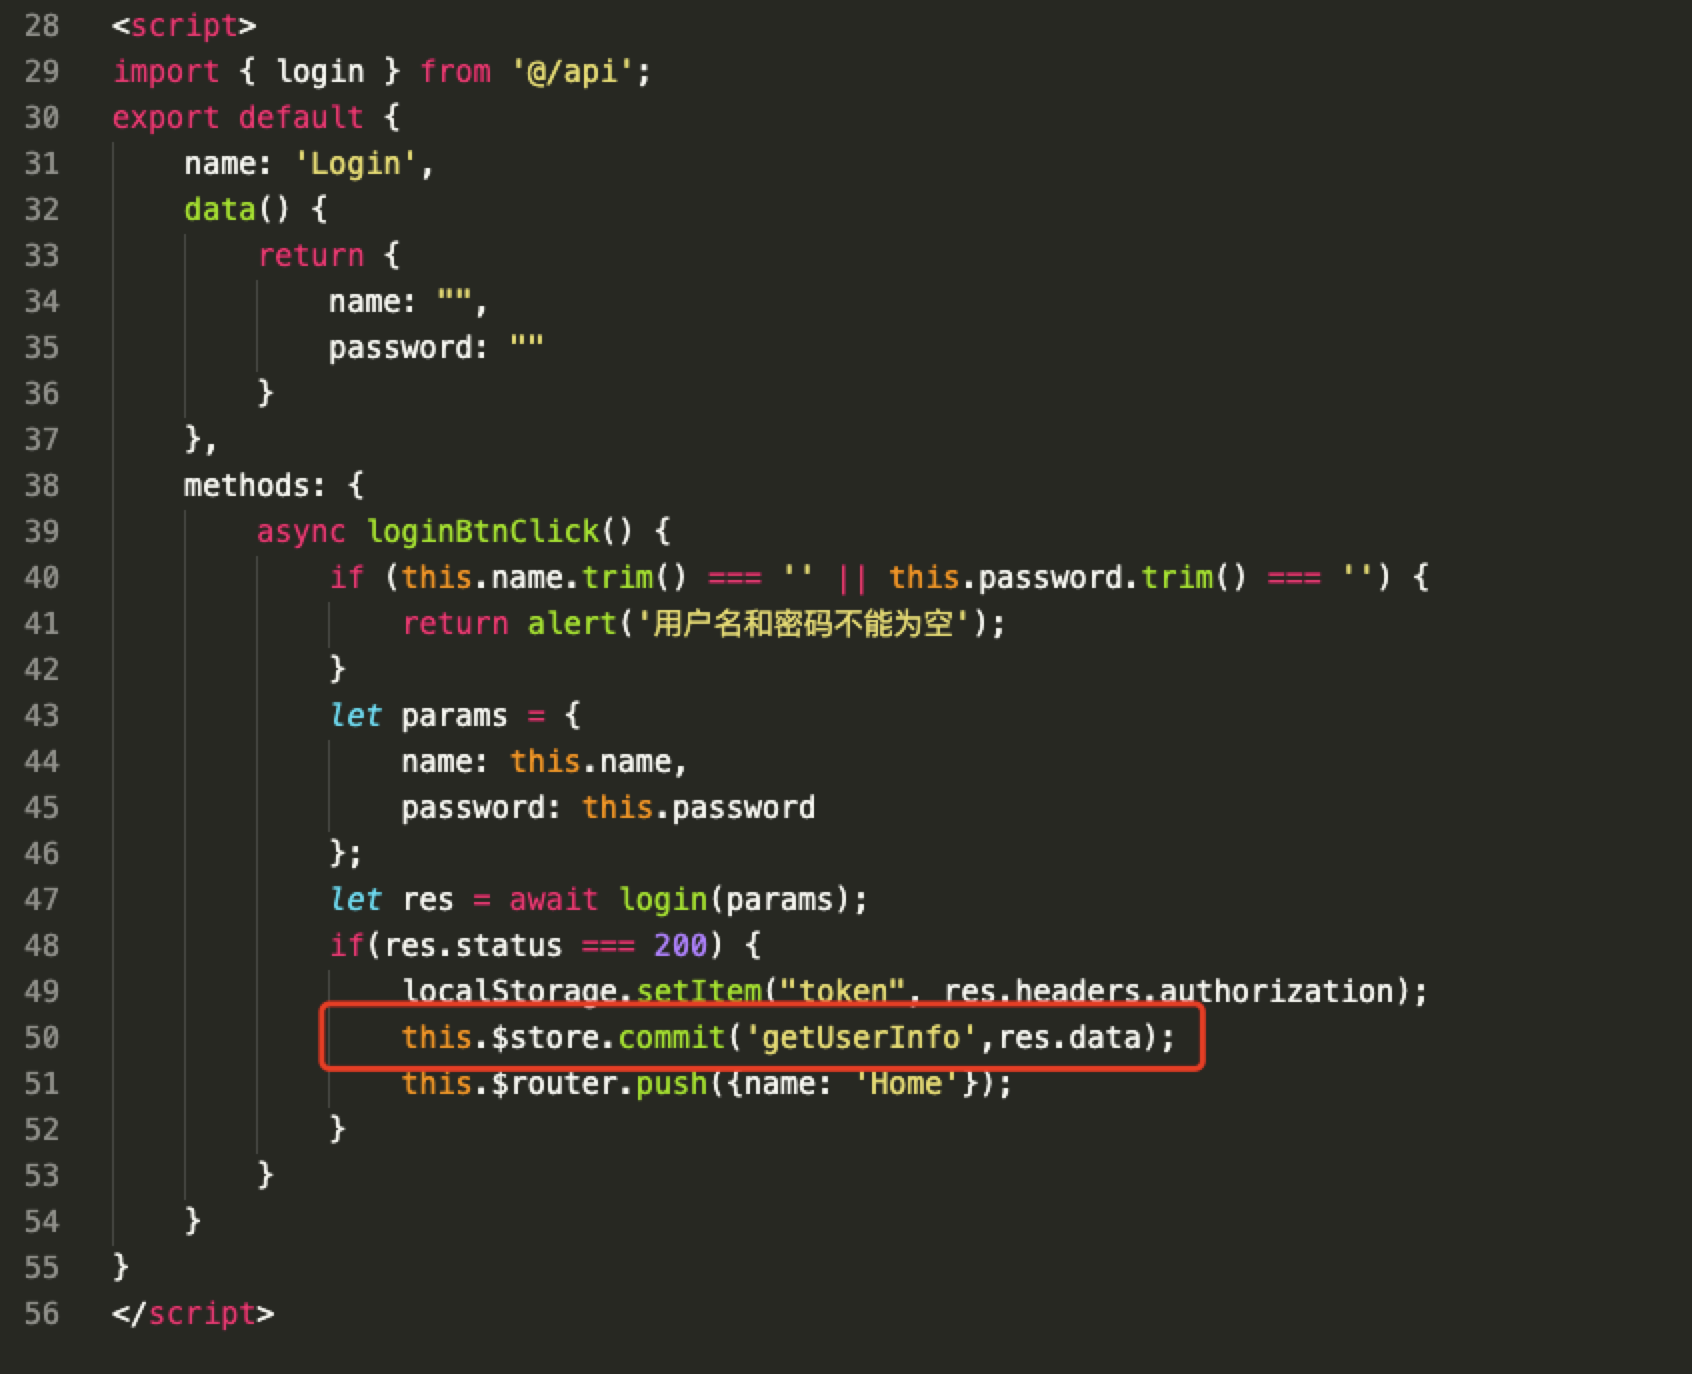 28 <script>
29 import { login } from '@/api';
30 export default {
31     name: 'Login',
32     data() {
33         return {
34             name: "",
35             password: ""
36         }
37     },
38     methods: {
39         async loginBtnClick() {
40             if (this.name.trim() === '' || this.password.trim() === '') {
41                 return alert('用户名和密码不能为空');
42             }
43             let params = {
44                 name: this.name,
45                 password: this.password
46             };
47             let res = await login(params);
48             if(res.status === 200) {
49                 localStorage.setItem("token", res.headers.authorization);
50                 this.$store.commit('getUserInfo',res.data);
51                 this.$router.push({name: 'Home'});
52             }
53         }
54     }
55 }
56 </script>